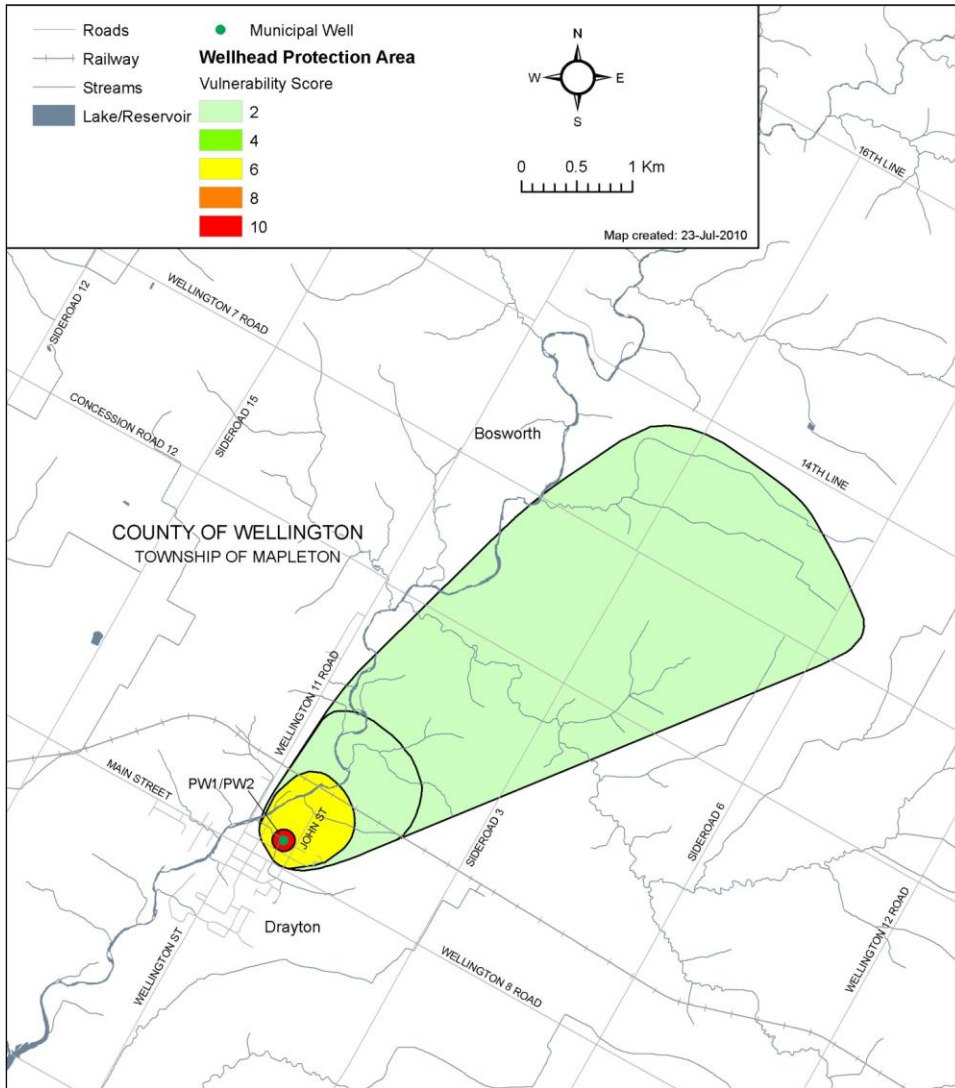 Roads
Railway
Streams
Lake/Reservoir
Municipal Well
Wellhead Protection Area
Vulnerability Score
2
4
6
8
10
N
W E
S
0 0.5 1 Km
Map created: 23-Jul-2010
16TH LINE
SIDEROAD 12
WELLINGTON 7 ROAD
CONCESSION ROAD 12
SIDEROAD 15
Bosworth
14TH LINE
COUNTY OF WELLINGTON
TOWNSHIP OF MAPLETON
WELLINGTON 11 ROAD
MAIN STREET
PW1/PW2
JOHN ST
SIDEROAD 3
SIDEROAD 6
WELLINGTON 12 ROAD
Drayton
WELLINGTON ST
WELLINGTON 8 ROAD